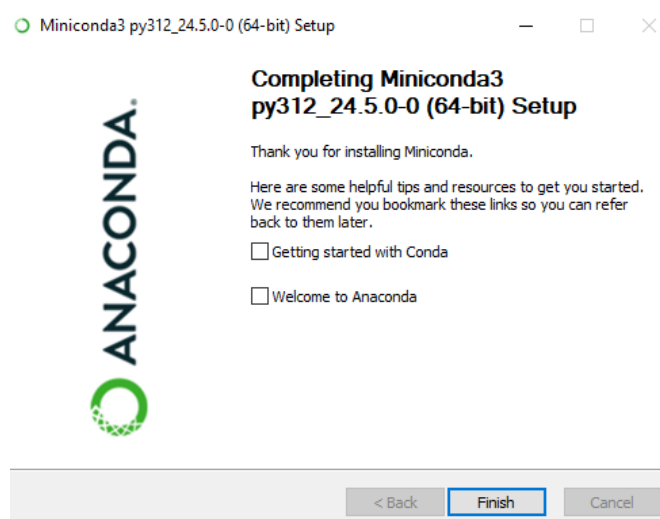 Miniconda3 py312_24.5.0-0 (64-bit) Setup
ANACONDA.
Completing Miniconda3
py312_24.5.0-0 (64-bit) Setup
Thank you for installing Miniconda.
Here are some helpful tips and resources to get you started.
We recommend you bookmark these links so you can refer
back to them later.
Getting started with Conda
Welcome to Anaconda
< Back
Finish
Cancel